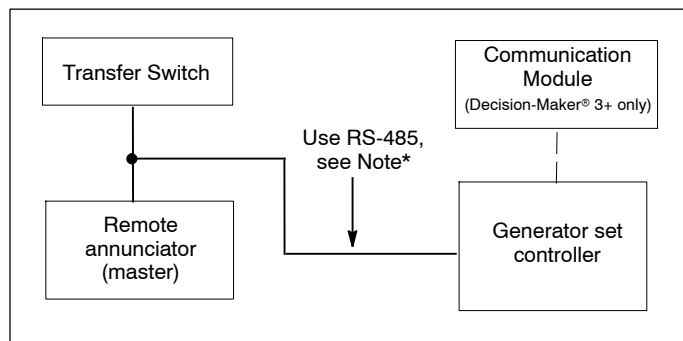 Transfer Switch
Communication
Module
(Decision-Maker® 3+ only)
Use RS-485,
see Note*
Remote
annunciator
(master)
Generator set
controller